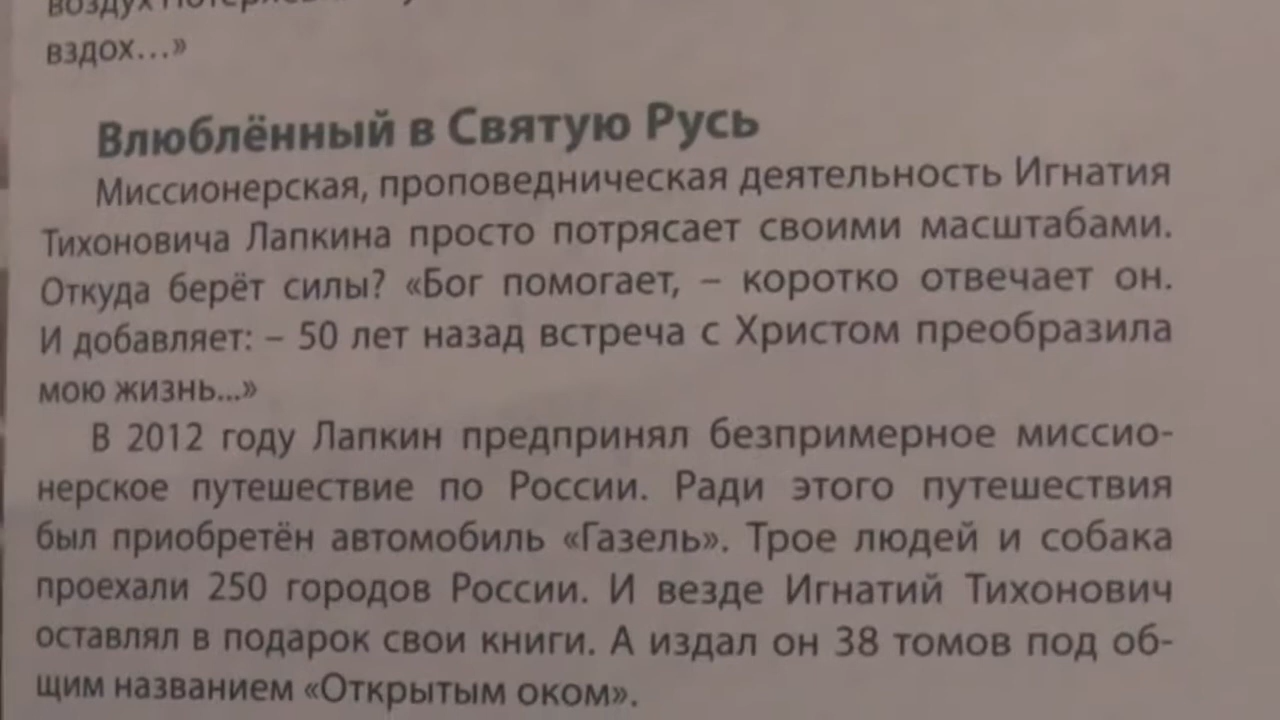 воздух
вздох…»
Влюблённый в Святую Русь
Миссионерская, проповедническая деятельность Игнатия
Тихоновича Лапкина просто потрясает своими масштабами.
Откуда берёт силы? «Бог помогает, – коротко отвечает он.
И добавляет: – 50 лет назад встреча с Христом преобразила
мою жизнь...»
В 2012 году Лапкин предпринял безпримерное миссио-
нерское путешествие по России. Ради этого путешествия
был приобретён автомобиль «Газель». Трое людей и собака
проехали 250 городов России. И везде Игнатий Тихонович
оставлял в подарок свои книги. А издал он 38 томов под об-
щим названием «Открытым оком».